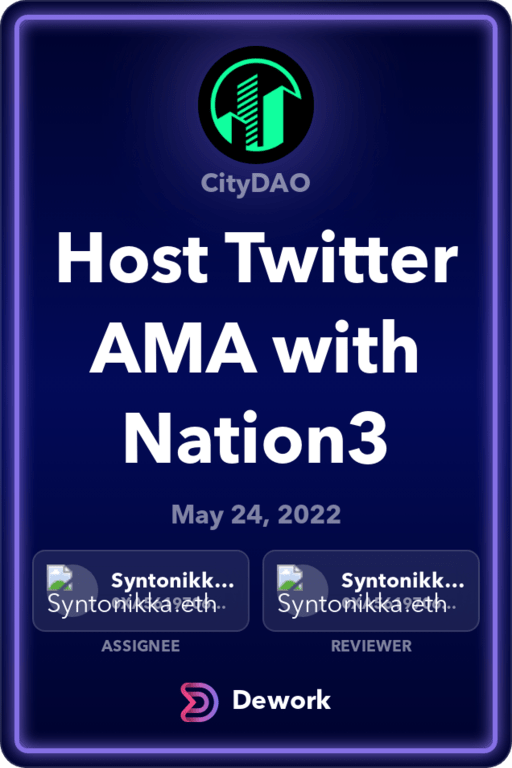 CityDAO
Host Twitter
AMA with
Nation3
May 24, 2022
Syntonikk...
Syntonikka.eth
ASSIGNEE
Syntonikk...
Syntonikka.eth
REVIEWER
Dework